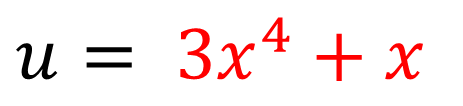 u = 3x⁴ + x